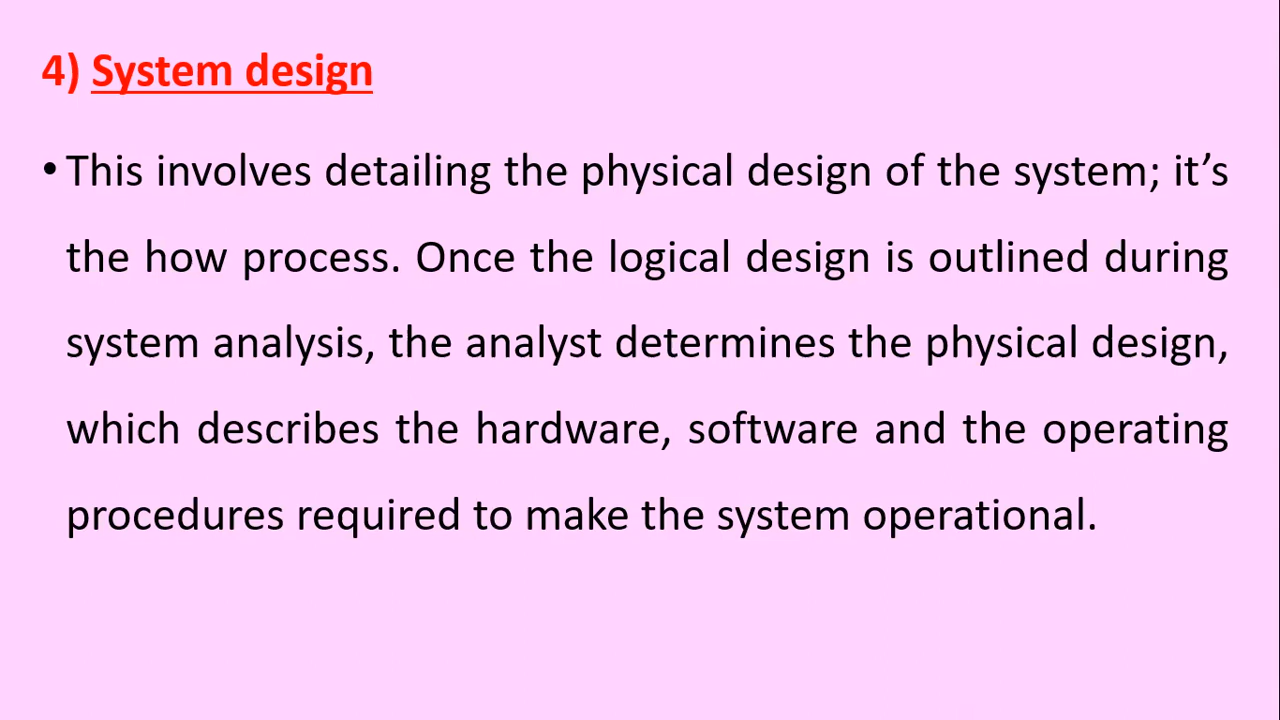 4) System design
• This involves detailing the physical design of the system; it’s
the how process. Once the logical design is outlined during
system analysis, the analyst determines the physical design,
which describes the hardware, software and the operating
procedures required to make the system operational.